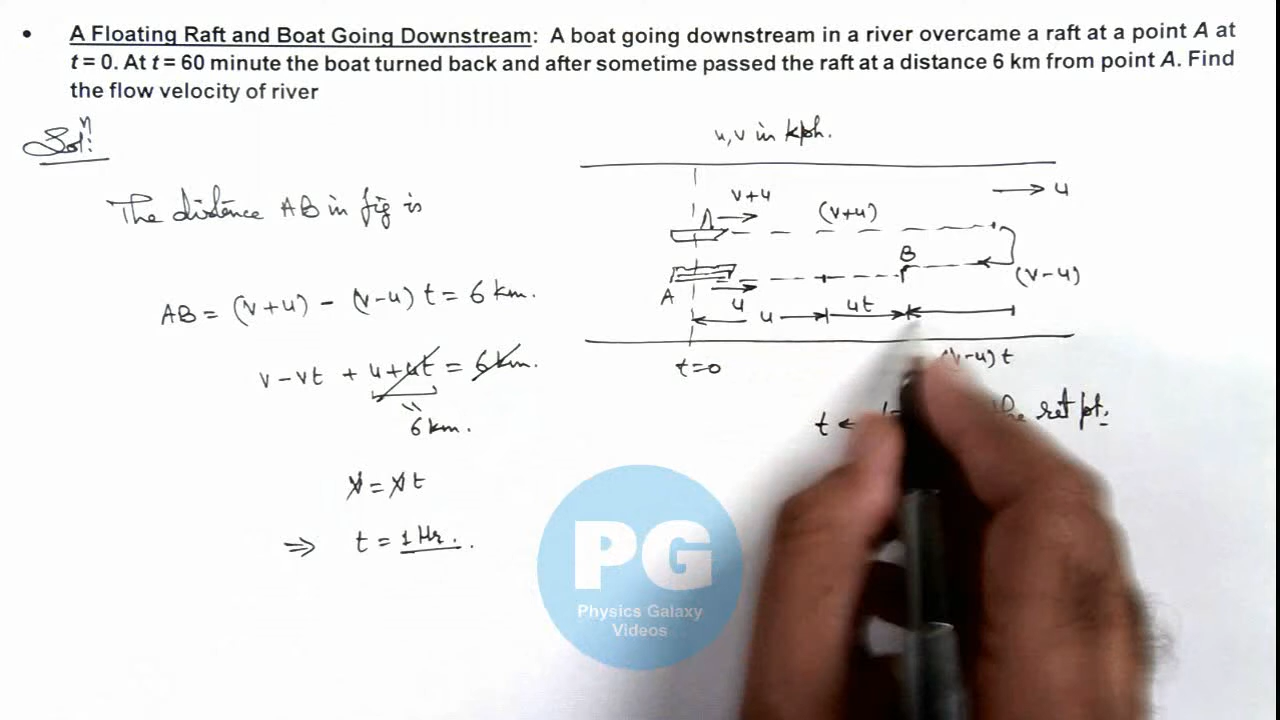 • A Floating Raft and Boat Going Downstream: A boat going downstream in a river overcame a raft at a point A at
t = 0. At t = 60 minute the boat turned back and after sometime passed the raft at a distance 6 km from point A. Find
the flow velocity of river
Solⁿ:
u, v in kph.
The distance AB in fig is
v+u
(v+u)
u
B
(v-u)
A
u
u
ut
AB = (v+u) - (v-u) t = 6 km.
t=0
-u) t
v - vt + u + ut = 6 km.
6 km.
t ←
ret pt.
v = v t
⇒ t = 1 Hr.
PG
Physics Galaxy
Videos